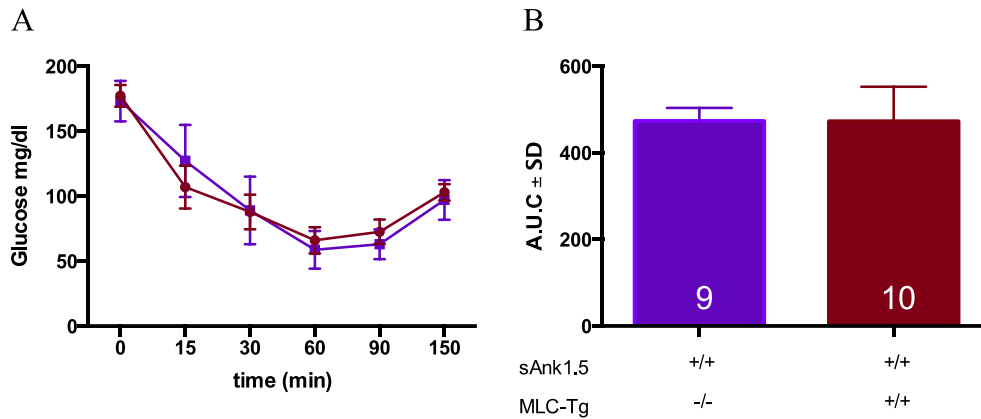 A
Glucose mg/dl
200
150
100
50
0
0 15 30 60 90 150
time (min)
B
A.U.C ± SD
600
400
200
0
9 10
sAnk1.5 +/+ +/+
MLC-Tg -/- +/+